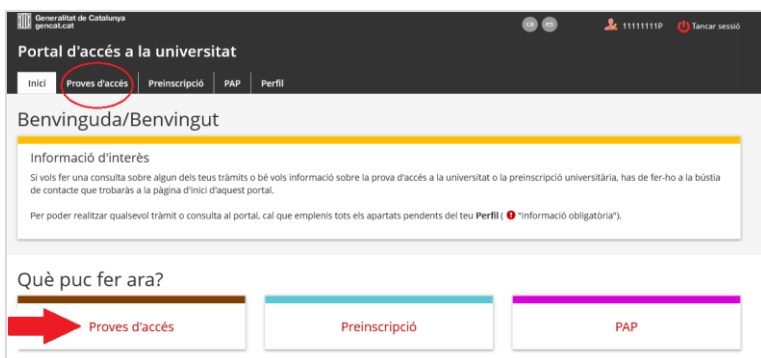 Generalitat de Catalunya
gencat.cat
ca es
11111111P
Tancar sessió
Portal d'accés a la universitat
Inici Proves d'accés Preinscripció PAP Perfil
Benvinguda/Benvingut
Informació d'interès
Si vols fer una consulta sobre algun dels teus tràmits o bé vols informació sobre la prova d'accés a la universitat o la preinscripció universitària, has de fer-ho a la bústia
de contacte que trobaràs a la pàgina d'inici d'aquest portal.
Per poder realitzar qualsevol tràmit o consulta al portal, cal que emplenis tots els apartats pendents del teu Perfil ( ! "Informació obligatòria").
Què puc fer ara?
Proves d'accés
Preinscripció
PAP